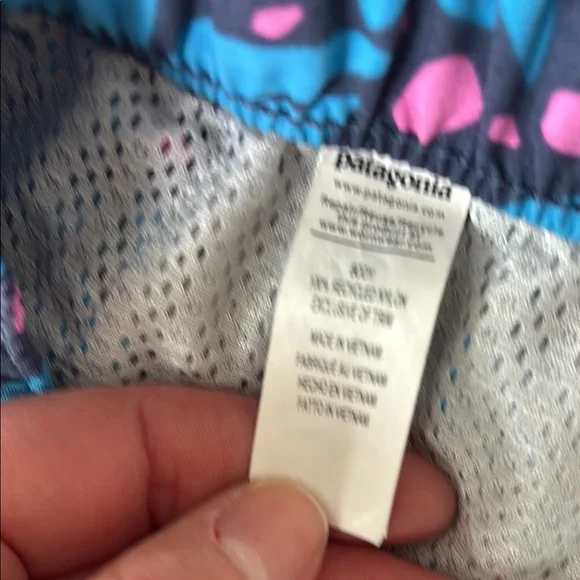 patagonia
www.patagonia.com
BODY
100% RECYCLED NYLON
EXCLUSIVE OF TRIM
MADE IN VIETNAM
FABRIQUÉ AU VIETNAM
HECHO EN VIETNAM
FATTO IN VIETNAM